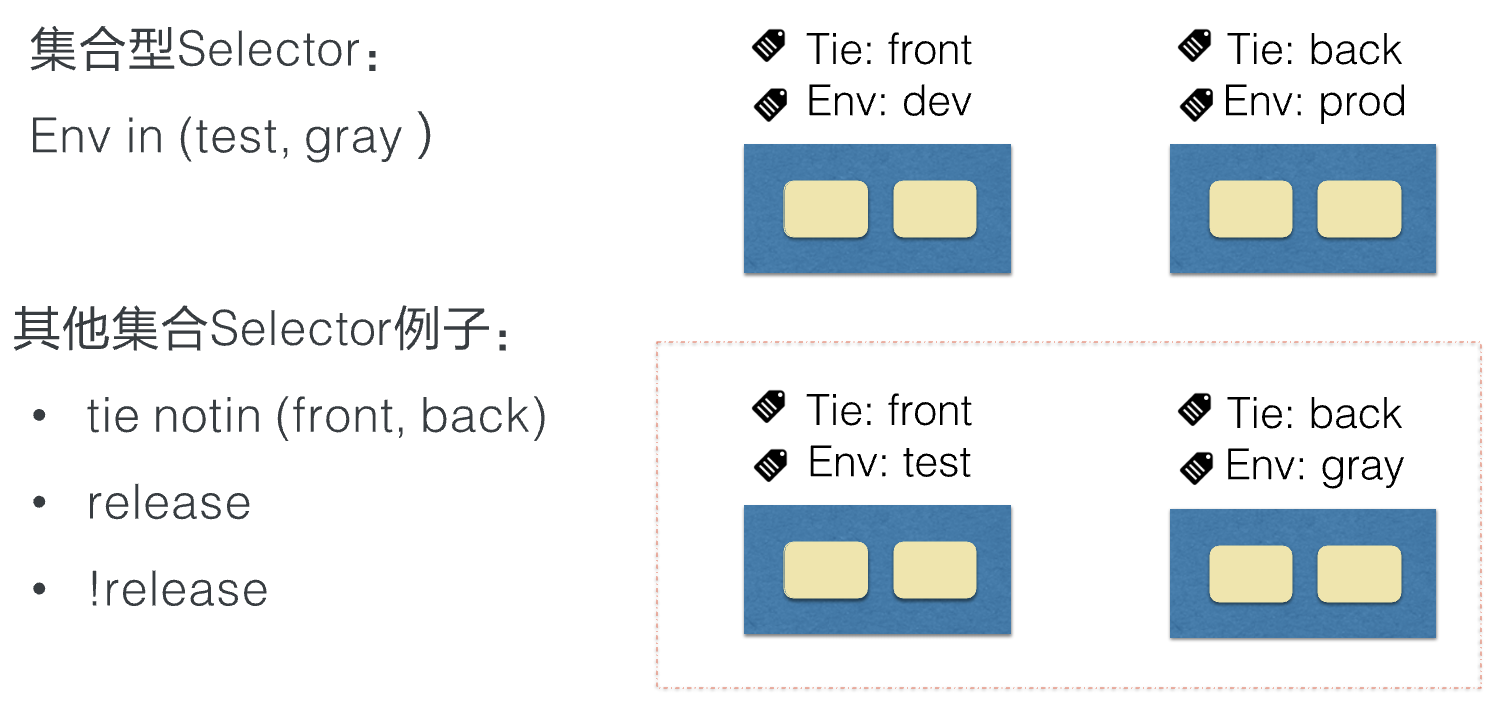 集合型Selector：
Env in (test, gray ）
其他集合Selector例子：
• tie notin (front, back)
• release
• !release
Tie: front
Env: dev
Tie: back
Env: prod
Tie: front
Env: test
Tie: back
Env: gray